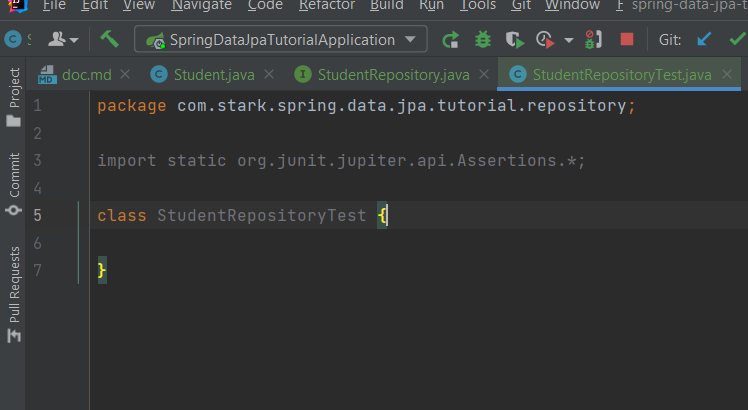 File Edit View Navigate Code Refactor Build Run Tools Git Window spring-data-jpa-t
SpringDataJpaTutorialApplication Git:
doc.md Student.java StudentRepository.java StudentRepositoryTest.java
Project
Commit
Pull Requests
1 package com.stark.spring.data.jpa.tutorial.repository;
2
3 import static org.junit.jupiter.api.Assertions.*;
4
5 class StudentRepositoryTest {
6
7 }